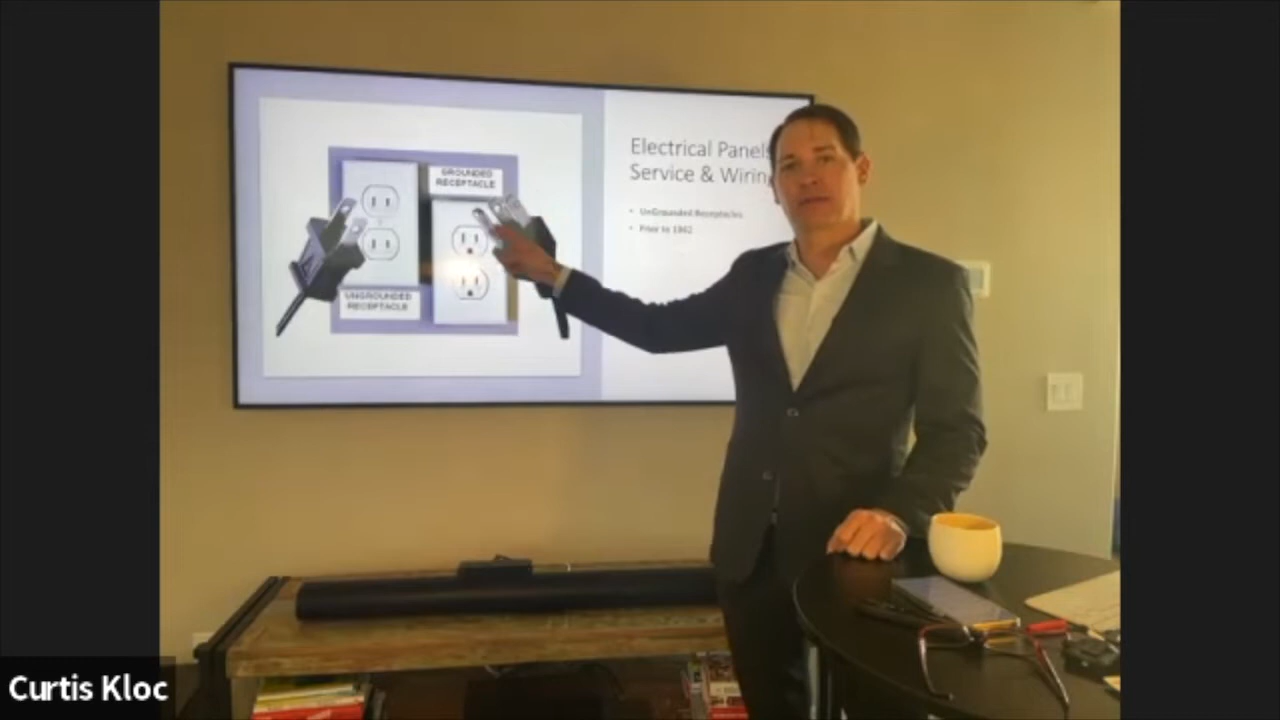 Electrical Panels
Service & Wiring
GROUNDED
RECEPTACLE
• UnGrounded Receptacles
• Prior to 1962
UNGROUNDED
RECEPTACLE
Curtis Kloc